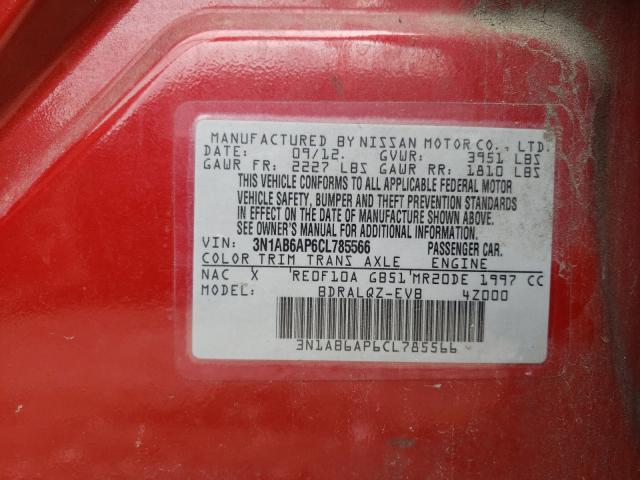 MANUFACTURED BY NISSAN MOTOR CO., LTD.
DATE: 09/12. GVWR: 3951 LBS
GAWR FR: 2227 LBS GAWR RR: 1810 LBS
THIS VEHICLE CONFORMS TO ALL APPLICABLE FEDERAL MOTOR
VEHICLE SAFETY, BUMPER AND THEFT PREVENTION STANDARDS
IN EFFECT ON THE DATE OF MANUFACTURE SHOWN ABOVE.
SEE OWNER'S MANUAL FOR ADDITIONAL INFORMATION.
VIN: 3N1AB6AP6CL785566 PASSENGER CAR.
COLOR TRIM TRANS AXLE ENGINE
NAC X RE0F10A GB51 MR20DE 1997 CC
BDRALQZ-EVB 4Z000
3N1AB6AP6CL785566